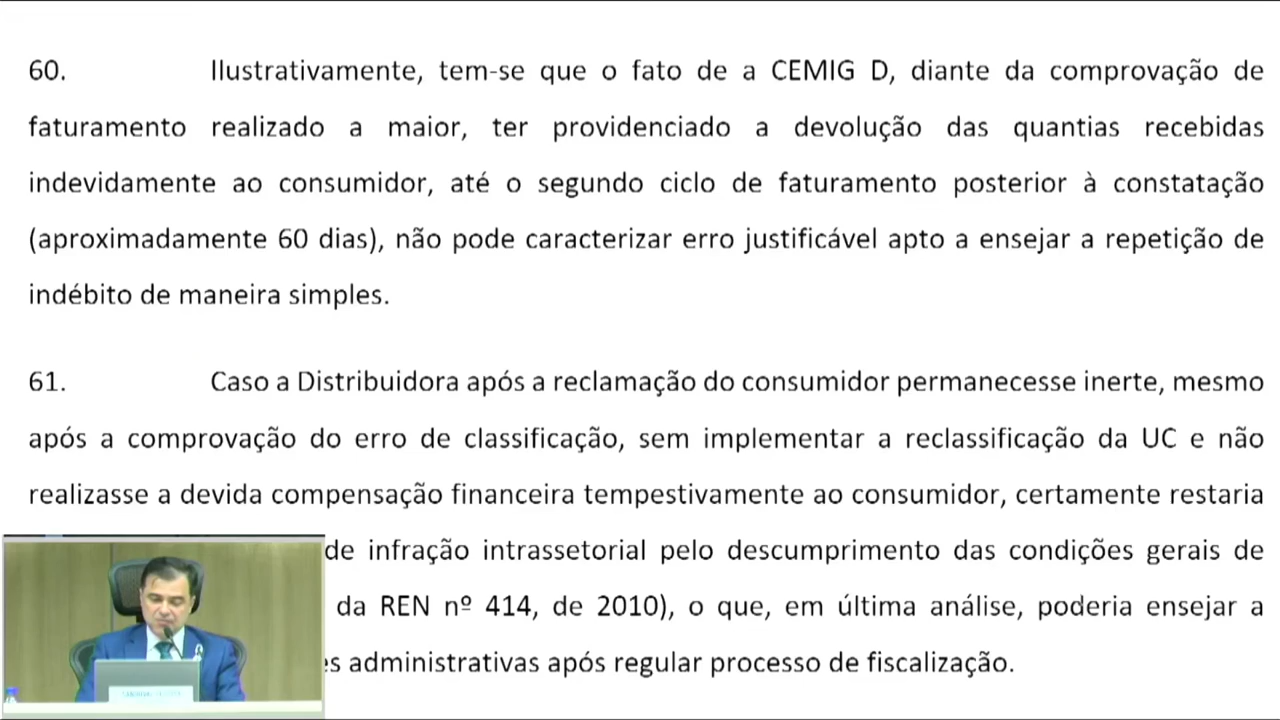 60. Ilustrativamente, tem-se que o fato de a CEMIG D, diante da comprovação de
faturamento realizado a maior, ter providenciado a devolução das quantias recebidas
indevidamente ao consumidor, até o segundo ciclo de faturamento posterior à constatação
(aproximadamente 60 dias), não pode caracterizar erro justificável apto a ensejar a repetição de
indébito de maneira simples.
61. Caso a Distribuidora após a reclamação do consumidor permanecesse inerte, mesmo
após a comprovação do erro de classificação, sem implementar a reclassificação da UC e não
realizasse a devida compensação financeira tempestivamente ao consumidor, certamente restaria
de infração intrassetorial pelo descumprimento das condições gerais de
da REN nº 414, de 2010), o que, em última análise, poderia ensejar a
administrativas após regular processo de fiscalização.